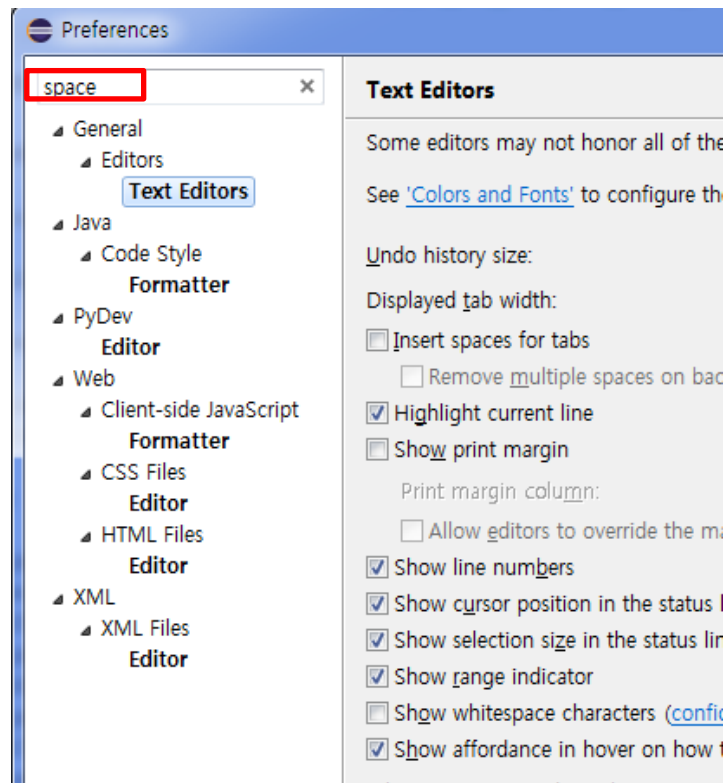 Preferences
space
General
Editors
Text Editors
Java
Code Style
Formatter
PyDev
Editor
Web
Client-side JavaScript
Formatter
CSS Files
Editor
HTML Files
Editor
XML
XML Files
Editor
Text Editors
Some editors may not honor all of the
See 'Colors and Fonts' to configure the
Undo history size:
Displayed tab width:
Insert spaces for tabs
Remove multiple spaces on bac
Highlight current line
Show print margin
Print margin column:
Allow editors to override the ma
Show line numbers
Show cursor position in the status l
Show selection size in the status lin
Show range indicator
Show whitespace characters (config
Show affordance in hover on how t